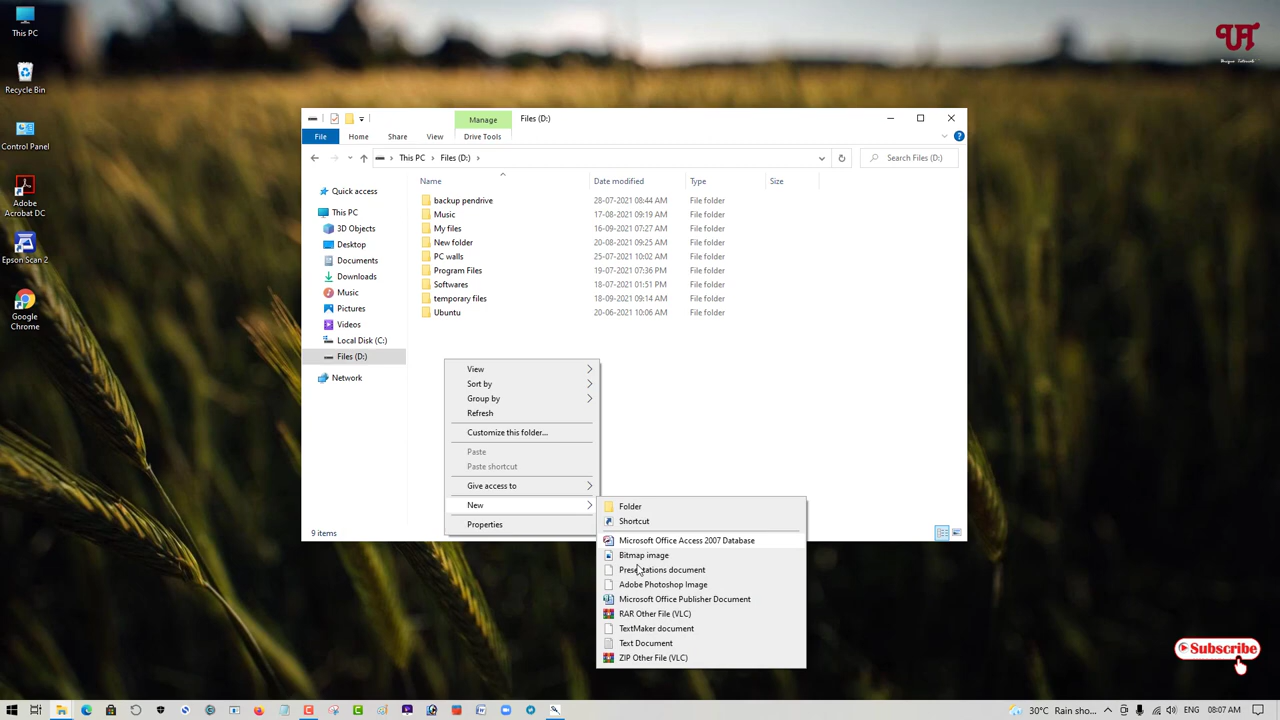 This PC
Recycle Bin
Control Panel
Adobe
Acrobat DC
Epson Scan 2
Google
Chrome
UT
Unique Tutorials
Manage
Files (D:)
File
Home
Share
View
Drive Tools
This PC
Files (D:)
Search Files (D:)
Name
Date modified
Type
Size
Quick access
This PC
3D Objects
Desktop
Documents
Downloads
Music
Pictures
Videos
Local Disk (C:)
Files (D:)
Network
backup pendrive 28-07-2021 08:44 AM File folder
Music 17-08-2021 09:19 AM File folder
My files 16-09-2021 07:27 AM File folder
New folder 20-08-2021 09:25 AM File folder
PC walls 25-07-2021 10:02 AM File folder
Program Files 19-07-2021 07:36 PM File folder
Softwares 18-07-2021 01:51 PM File folder
temporary files 18-09-2021 09:14 AM File folder
Ubuntu 20-06-2021 10:06 AM File folder
View
Sort by
Group by
Refresh
Customize this folder...
Paste
Paste shortcut
Give access to
New
Properties
Folder
Shortcut
Microsoft Office Access 2007 Database
Bitmap image
Presentations document
Adobe Photoshop Image
Microsoft Office Publisher Document
RAR Other File (VLC)
TextMaker document
Text Document
ZIP Other File (VLC)
9 items
Subscribe
30°C Rain sho...
ENG
08:07 AM